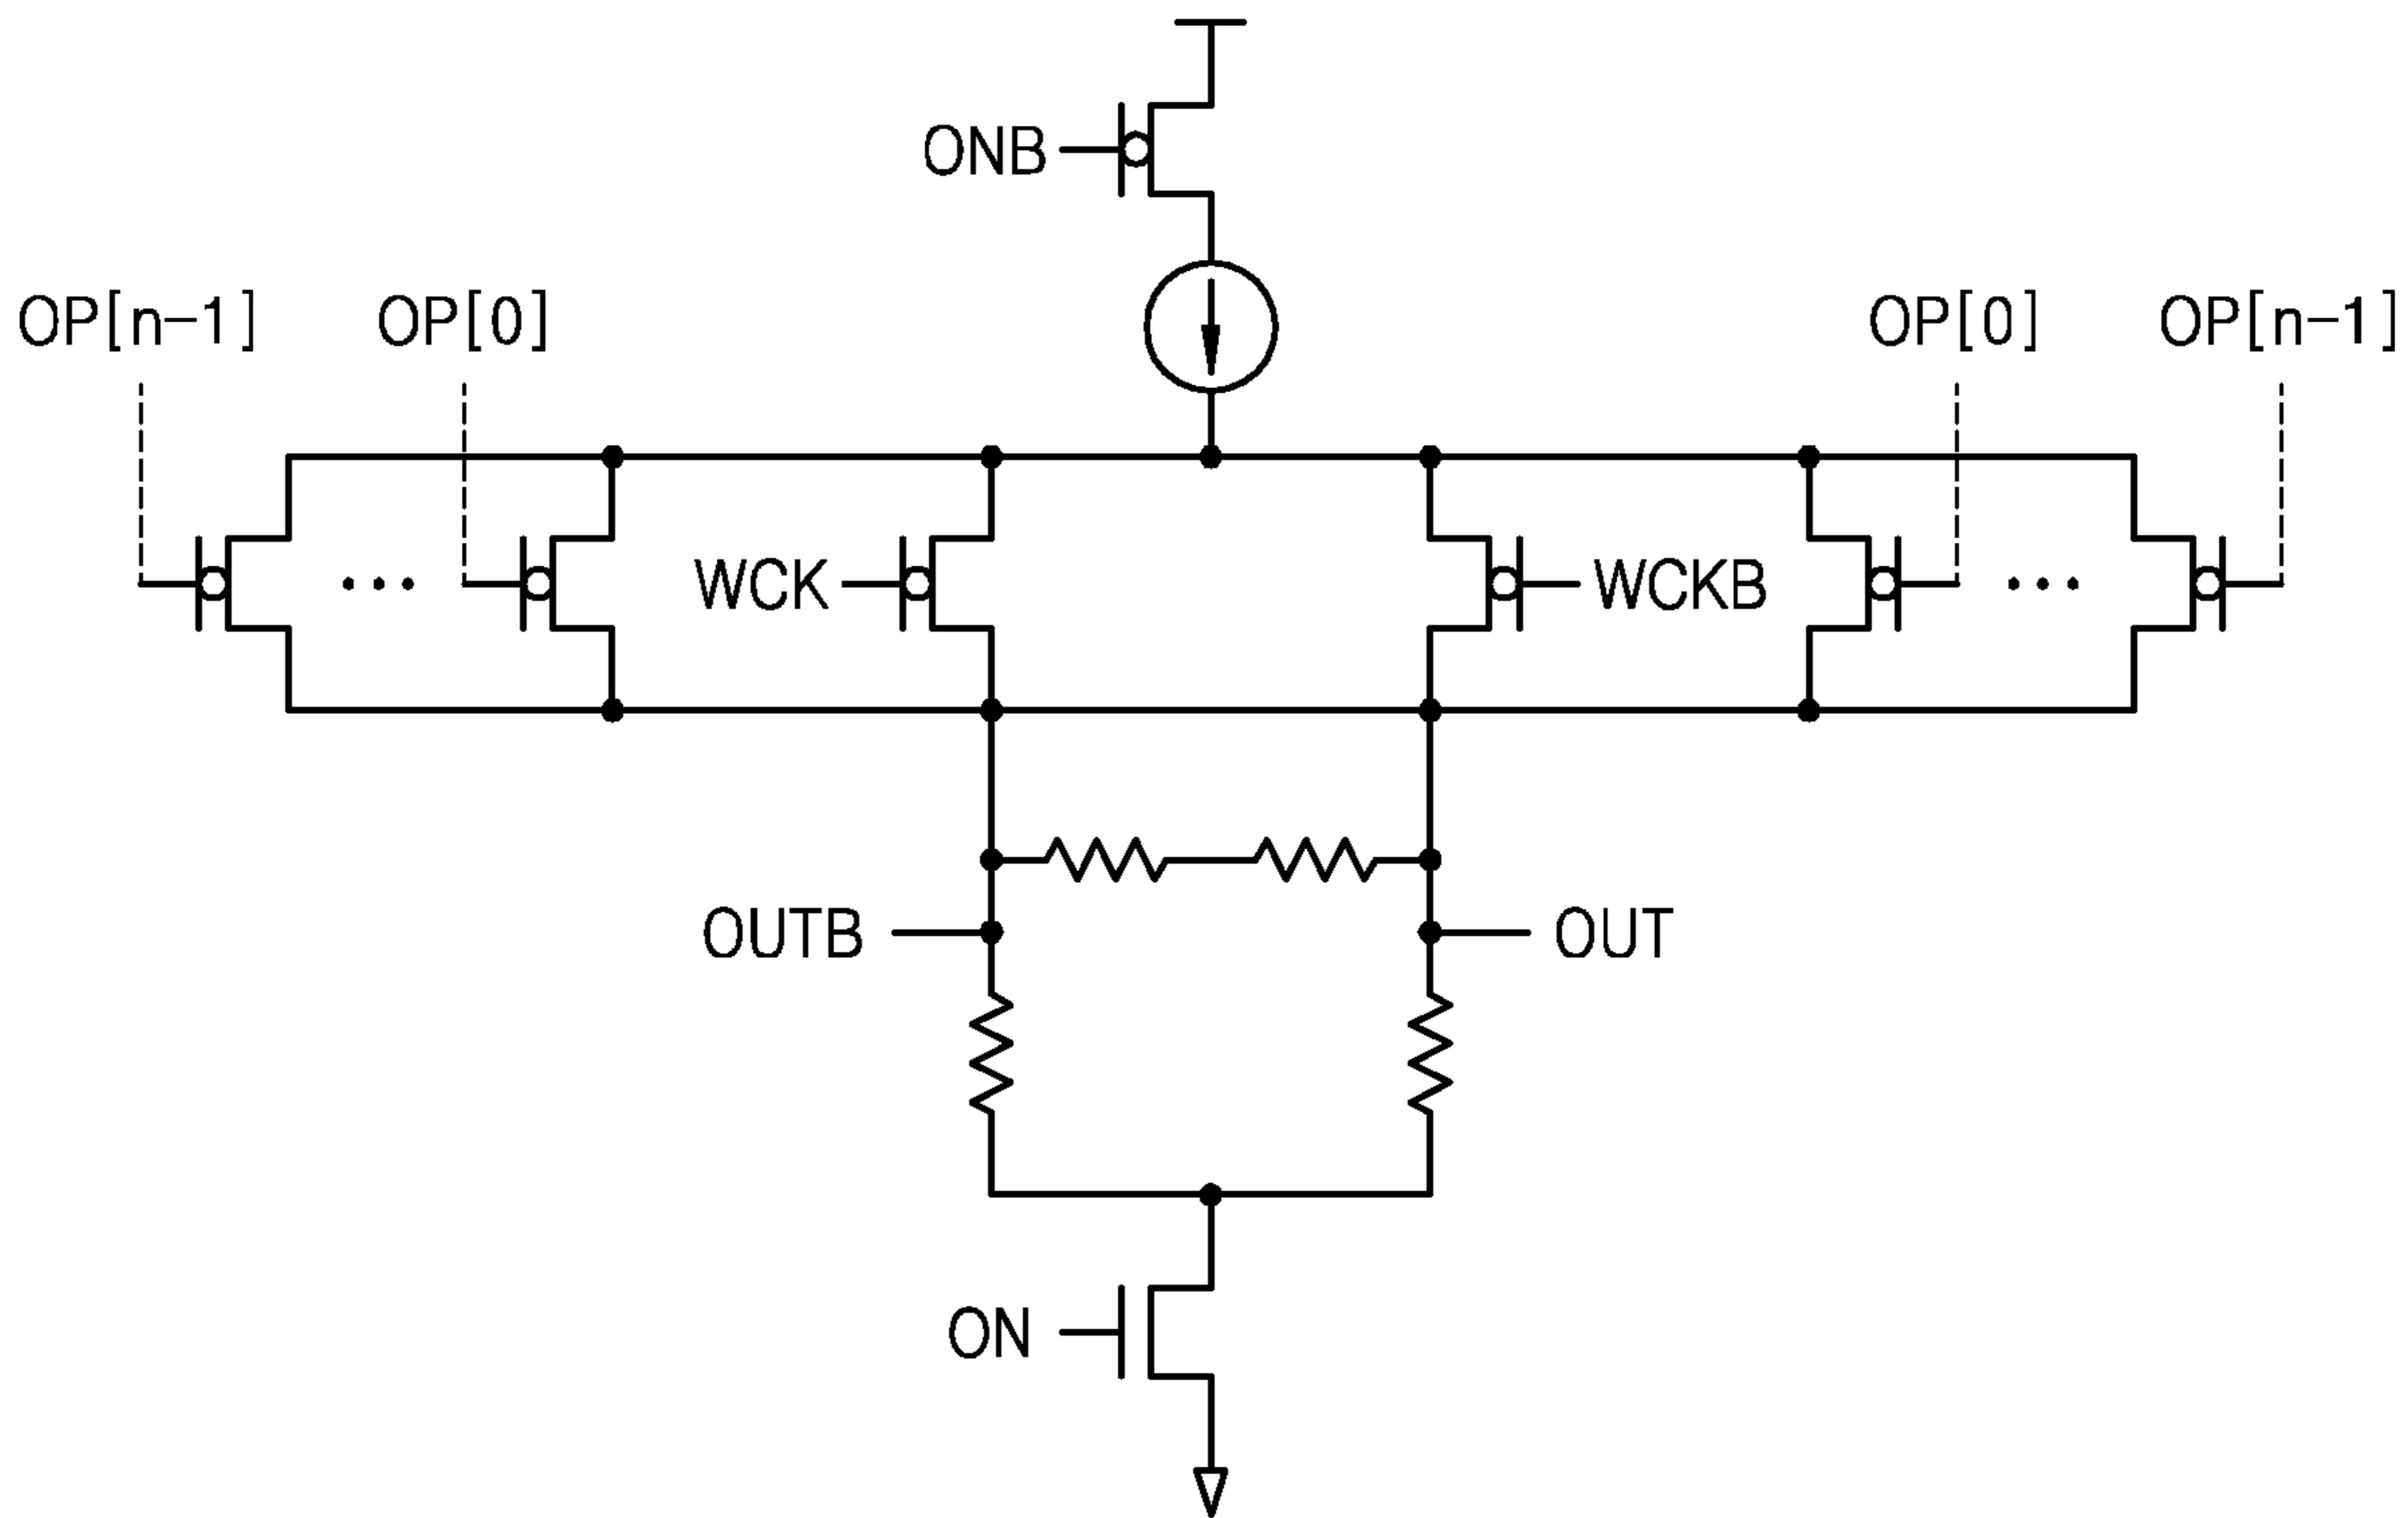 ONB
OP[n-1] OP[0] OP[0] OP[n-1]
WCK WCKB
OUTB OUT
ON